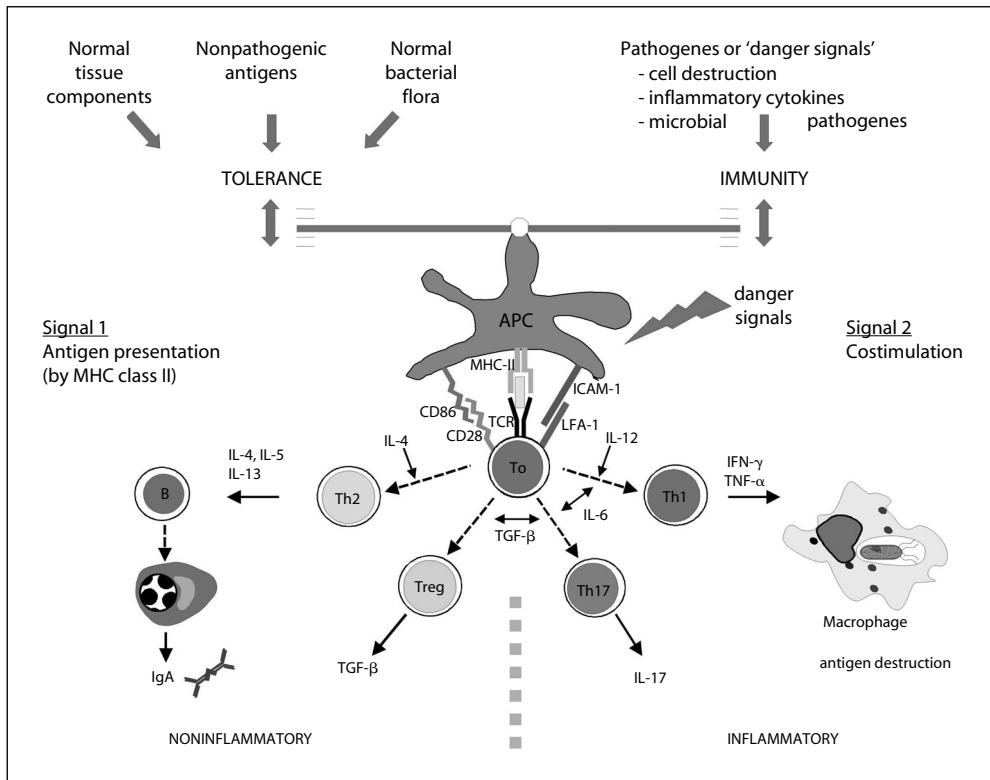 Normal
tissue
components
Nonpathogenic
antigens
Normal
bacterial
flora
Pathogenes or ‘danger signals’
- cell destruction
- inflammatory cytokines
- microbial pathogenes
TOLERANCE
IMMUNITY
Signal 1
Antigen presentation
(by MHC class II)
APC
danger
signals
Signal 2
Costimulation
MHC-II
ICAM-1
CD86
TCR
LFA-1
CD28
IL-4
IL-12
IL-4, IL-5
IL-13
To
IFN-γ
TNF-α
B
Th2
Th1
IL-6
TGF-β
Treg
Th17
Macrophage
IgA
TGF-β
IL-17
antigen destruction
NONINFLAMMATORY
INFLAMMATORY